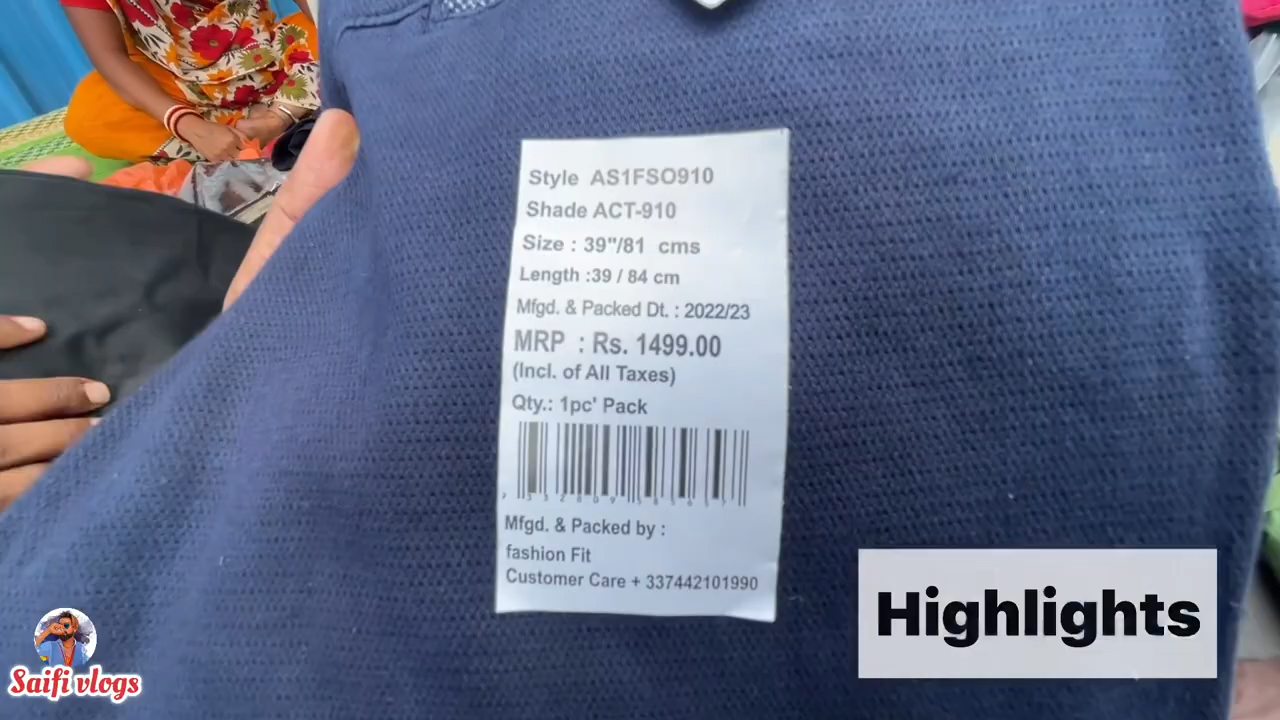 Style AS1FSO910
Shade ACT-910
Size : 39"/81 cms
Length :39 / 84 cm
Mfgd. & Packed Dt. : 2022/23
MRP : Rs. 1499.00
(Incl. of All Taxes)
Qty.: 1pc' Pack
Mfgd. & Packed by :
fashion Fit
Customer Care + 337442101990
Highlights
Saifi vlogs